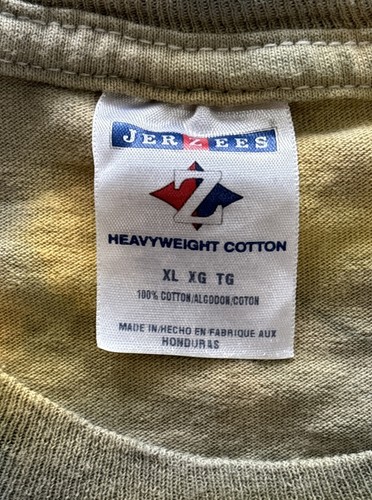 JERZEES
Z
HEAVYWEIGHT COTTON
XL XG TG
100% COTTON/ALGODON/COTON
MADE IN/HECHO EN/FABRIQUE AUX
HONDURAS